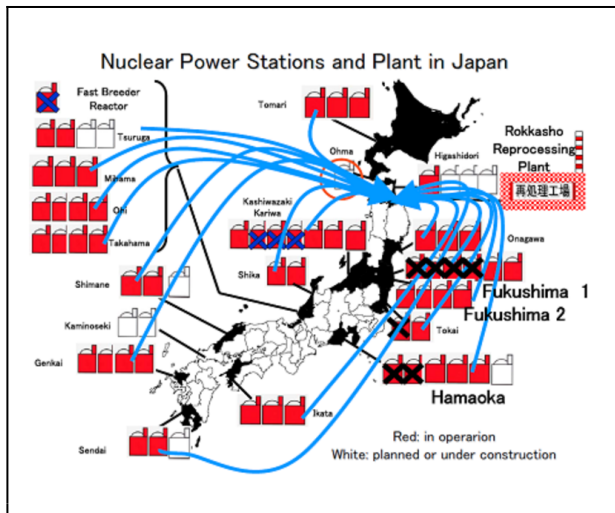 Nuclear Power Stations and Plant in Japan
Fast Breeder
Reactor
Tomari
Tsuruga
Ohma
Higashidori
Rokkasho
Reprocessing
Plant
再処理工場
Mihama
Ohi
Takahama
Kashiwazaki
Kariwa
Onagawa
Shika
Shimane
Fukushima 1
Fukushima 2
Tokai
Kaminoseki
Genkai
Hamaoka
Ikata
Sendai
Red: in operarion
White: planned or under construction